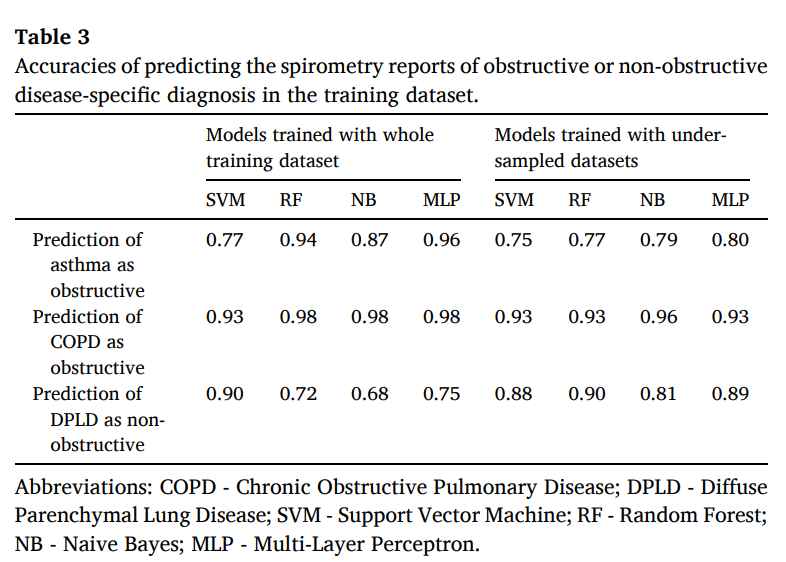 Table 3
Accuracies of predicting the spirometry reports of obstructive or non-obstructive
disease-specific diagnosis in the training dataset.
Models trained with whole training dataset Models trained with under-sampled datasets
SVM RF NB MLP SVM RF NB MLP
Prediction of 0.77 0.94 0.87 0.96 0.75 0.77 0.79 0.80
asthma as
obstructive
Prediction of 0.93 0.98 0.98 0.98 0.93 0.93 0.96 0.93
COPD as
obstructive
Prediction of 0.90 0.72 0.68 0.75 0.88 0.90 0.81 0.89
DPLD as non-
obstructive
Abbreviations: COPD - Chronic Obstructive Pulmonary Disease; DPLD - Diffuse
Parenchymal Lung Disease; SVM - Support Vector Machine; RF - Random Forest;
NB - Naive Bayes; MLP - Multi-Layer Perceptron.